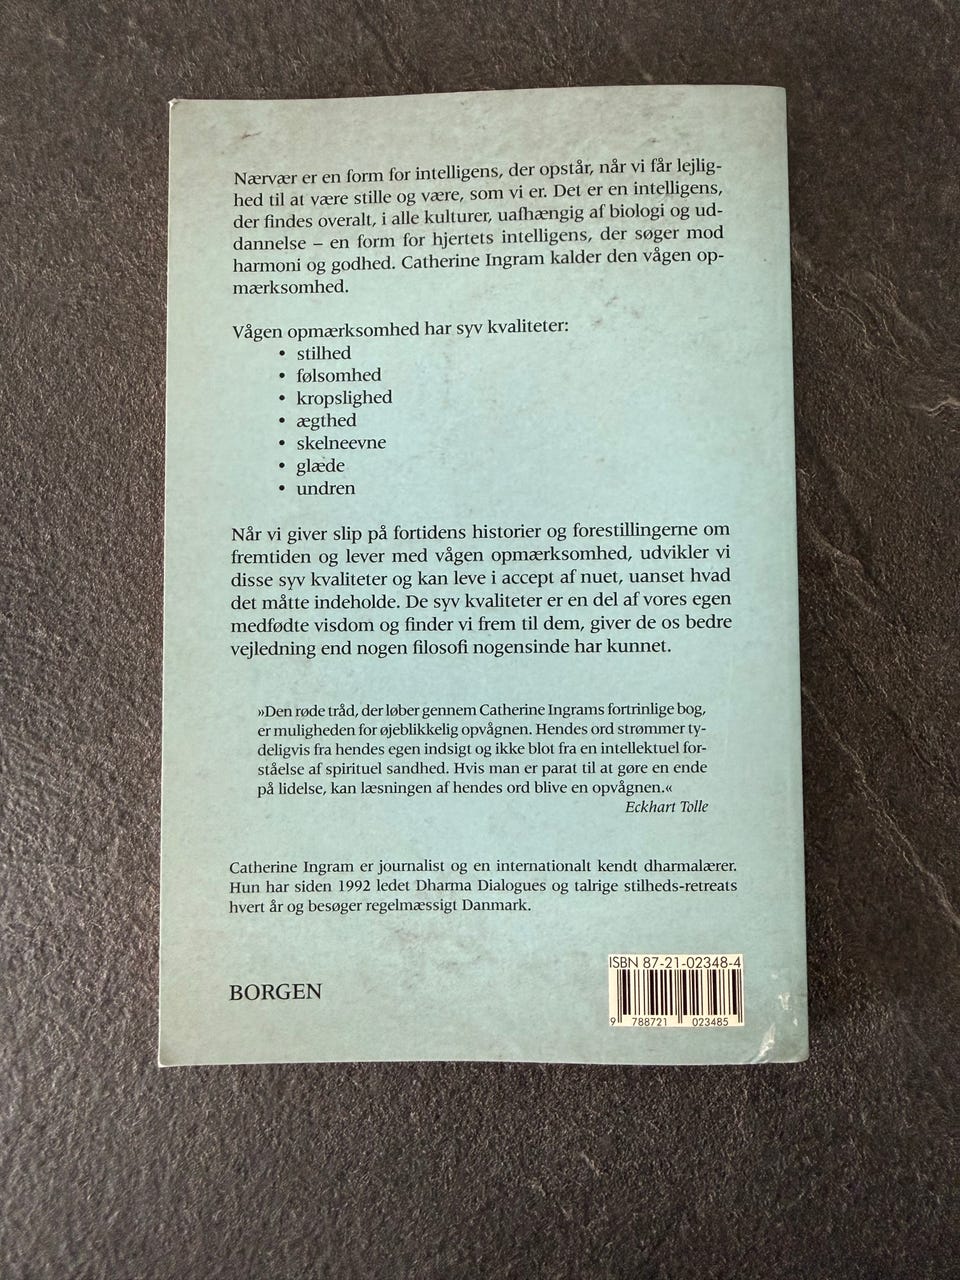 Nærvær er en form for intelligens, der opstår, når vi får lejlig-
hed til at være stille og være, som vi er. Det er en intelligens,
der findes overalt, i alle kulturer, uafhængig af biologi og ud-
dannelse – en form for hjertets intelligens, der søger mod
harmoni og godhed. Catherine Ingram kalder den vågen op-
mærksomhed.
Vågen opmærksomhed har syv kvaliteter:
• stilhed
• følsomhed
• kropslighed
• ægthed
• skelneevne
• glæde
• undren
Når vi giver slip på fortidens historier og forestillingerne om
fremtiden og lever med vågen opmærksomhed, udvikler vi
disse syv kvaliteter og kan leve i accept af nuet, uanset hvad
det måtte indeholde. De syv kvaliteter er en del af vores egen
medfødte visdom og finder vi frem til dem, giver de os bedre
vejledning end nogen filosofi nogensinde har kunnet.
»Den røde tråd, der løber gennem Catherine Ingrams fortrinlige bog,
er muligheden for øjeblikkelig opvågnen. Hendes ord strømmer ty-
deligvis fra hendes egen indsigt og ikke blot fra en intellektuel for-
ståelse af spirituel sandhed. Hvis man er parat til at gøre en ende
på lidelse, kan læsningen af hendes ord blive en opvågnen.«
Eckhart Tolle
Catherine Ingram er journalist og en internationalt kendt dharmalærer.
Hun har siden 1992 ledet Dharma Dialogues og talrige stilheds-retreats
hvert år og besøger regelmæssigt Danmark.
BORGEN
ISBN 87-21-02348-4
9 788721 023485